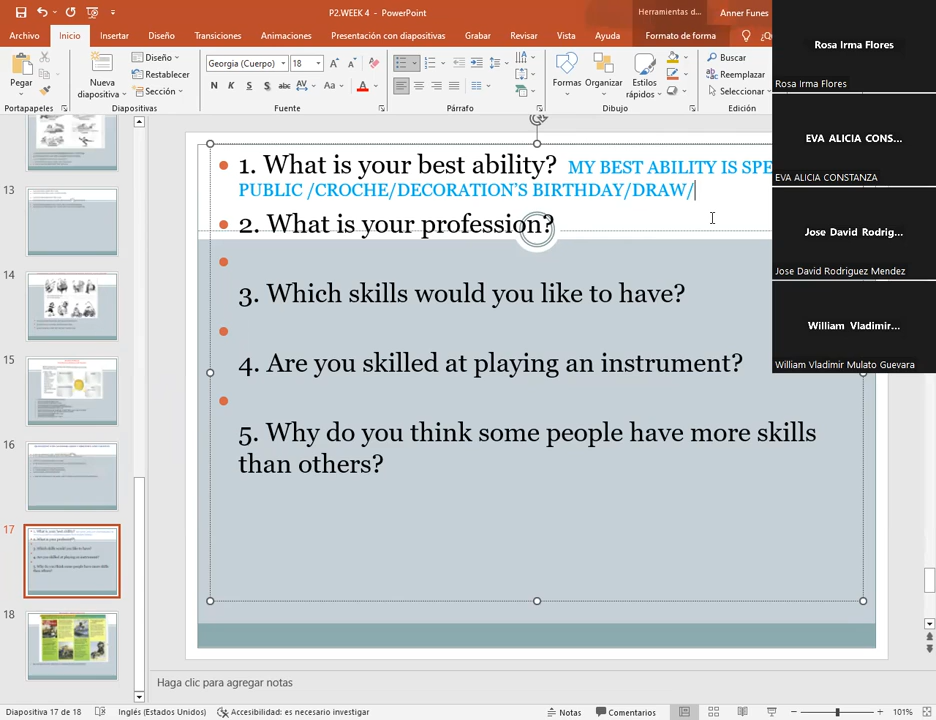 P2.WEEK 4 - PowerPoint
Herramientas d...
Anner Funes
Archivo
Inicio
Insertar
Diseño
Transiciones
Animaciones
Presentación con diapositivas
Grabar
Revisar
Vista
Ayuda
Formato de forma
Pegar
Nueva
diapositiva
Diseño
Restablecer
Sección
Georgia (Cuerpo)
18
N K S
Aa
A
Formas
Organizar
Estilos
rápidos
Buscar
Reemplazar
Seleccionar
Portapapeles
Diapositivas
Fuente
Párrafo
Dibujo
Edición
Rosa Irma Flores
Rosa Irma Flores
EVA ALICIA CONS...
EVA ALICIA CONSTANZA
Jose David Rodrig...
Jose David Rodriguez Mendez
William Vladimir...
William Vladimir Mulato Guevara
13
14
15
16
17
18
1. What is your best ability? MY BEST ABILITY IS SPE
PUBLIC /CROCHE/DECORATION'S BIRTHDAY/DRAW/
2. What is your profession?
3. Which skills would you like to have?
4. Are you skilled at playing an instrument?
5. Why do you think some people have more skills
than others?
Haga clic para agregar notas
Diapositiva 17 de 18
Inglés (Estados Unidos)
Accesibilidad: es necesario investigar
Notas
Comentarios
101%